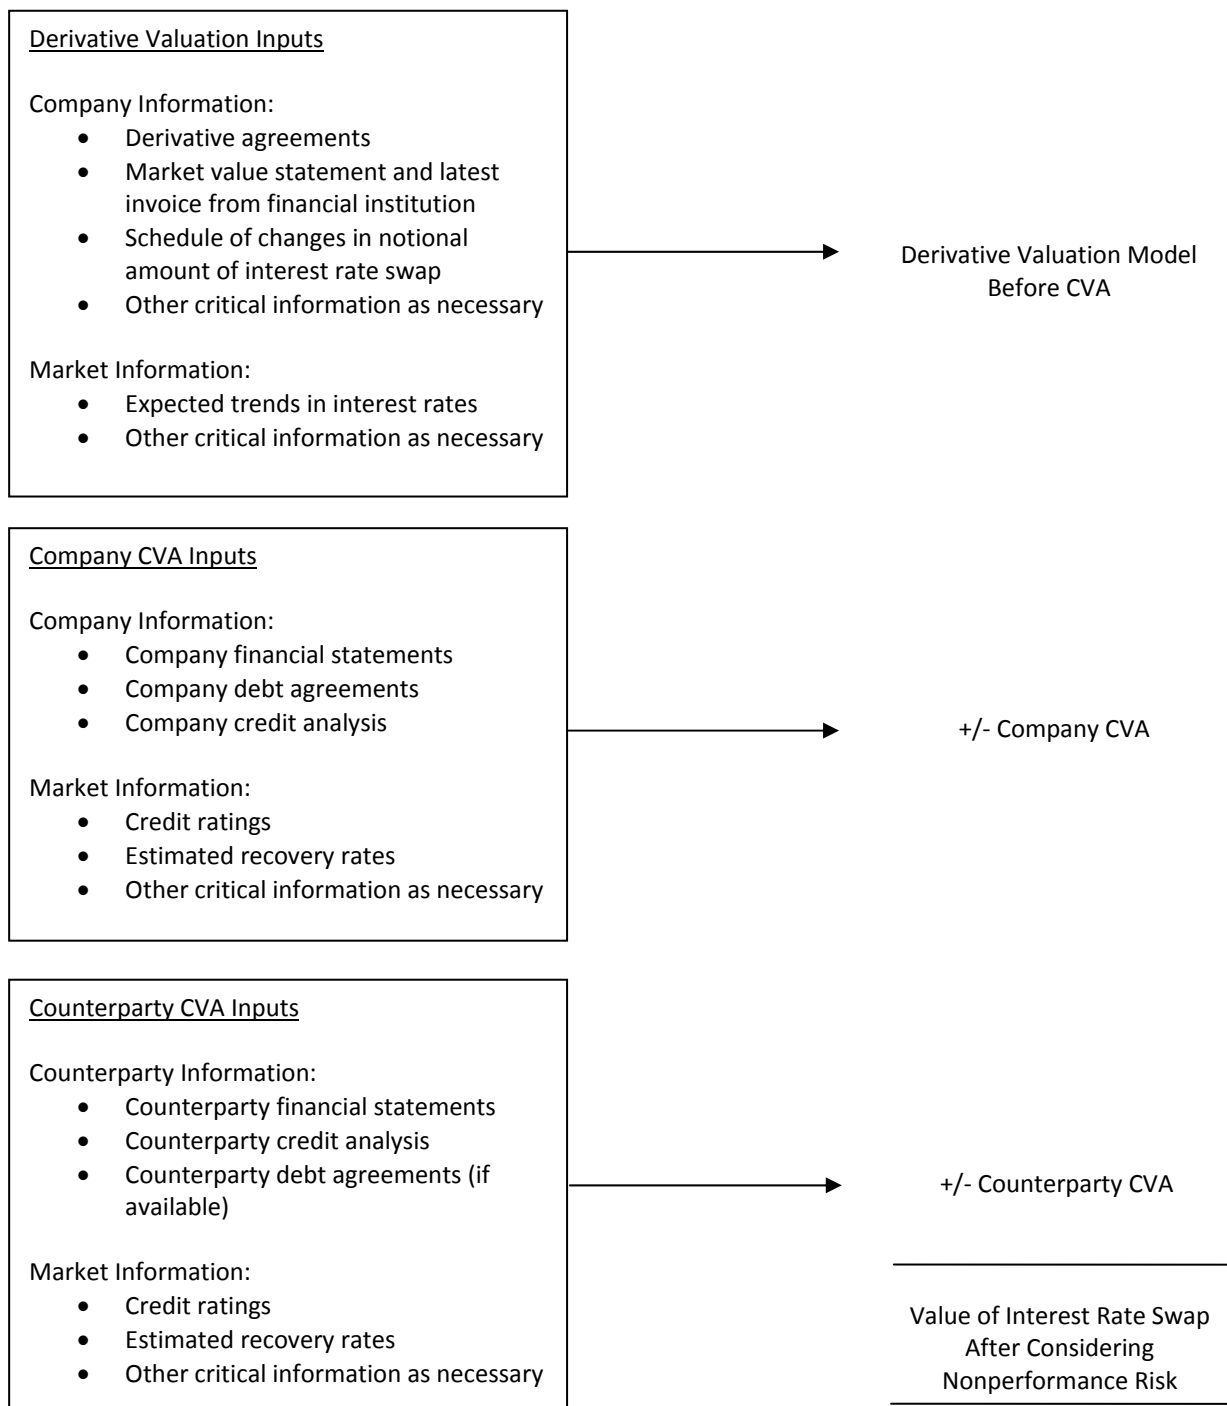 Derivative Valuation Inputs
Company Information:
• Derivative agreements
• Market value statement and latest
invoice from financial institution
• Schedule of changes in notional
amount of interest rate swap
• Other critical information as necessary
Market Information:
• Expected trends in interest rates
• Other critical information as necessary
Derivative Valuation Model
Before CVA
Company CVA Inputs
Company Information:
• Company financial statements
• Company debt agreements
• Company credit analysis
Market Information:
• Credit ratings
• Estimated recovery rates
• Other critical information as necessary
+/- Company CVA
Counterparty CVA Inputs
Counterparty Information:
• Counterparty financial statements
• Counterparty credit analysis
• Counterparty debt agreements (if
available)
Market Information:
• Credit ratings
• Estimated recovery rates
• Other critical information as necessary
+/- Counterparty CVA
Value of Interest Rate Swap
After Considering
Nonperformance Risk